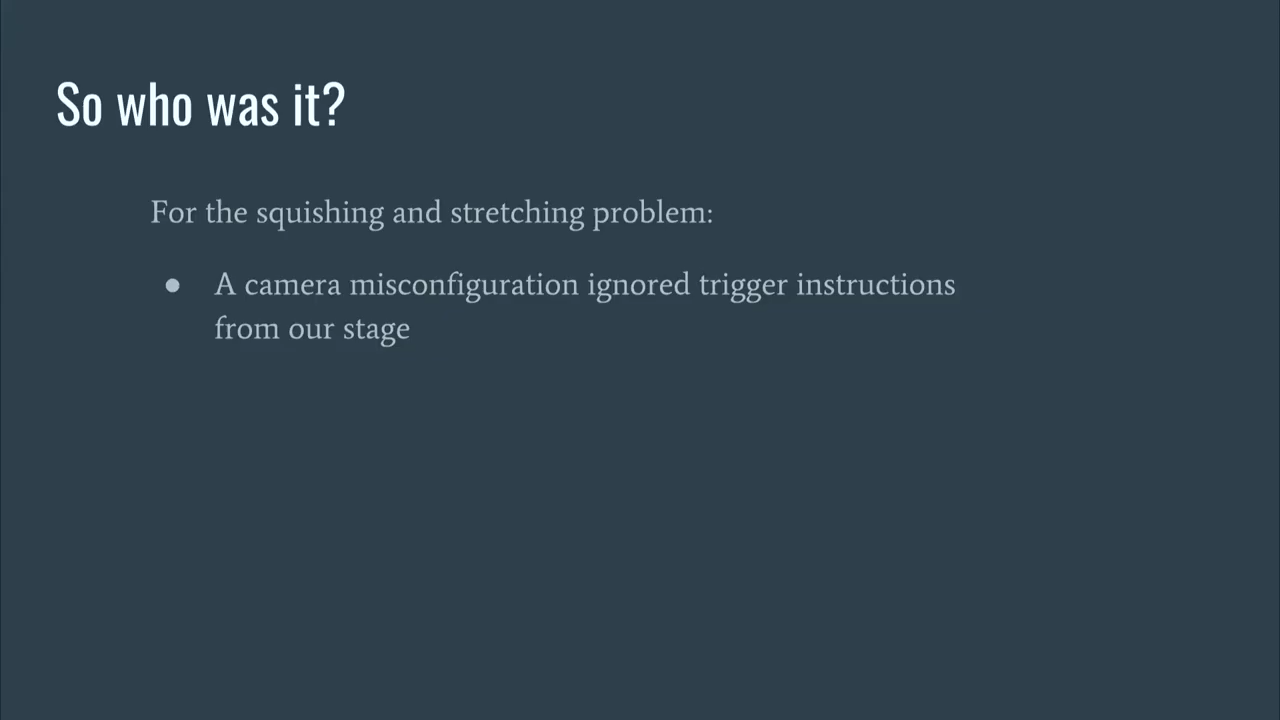 So who was it?
For the squishing and stretching problem:
● A camera misconfiguration ignored trigger instructions
from our stage